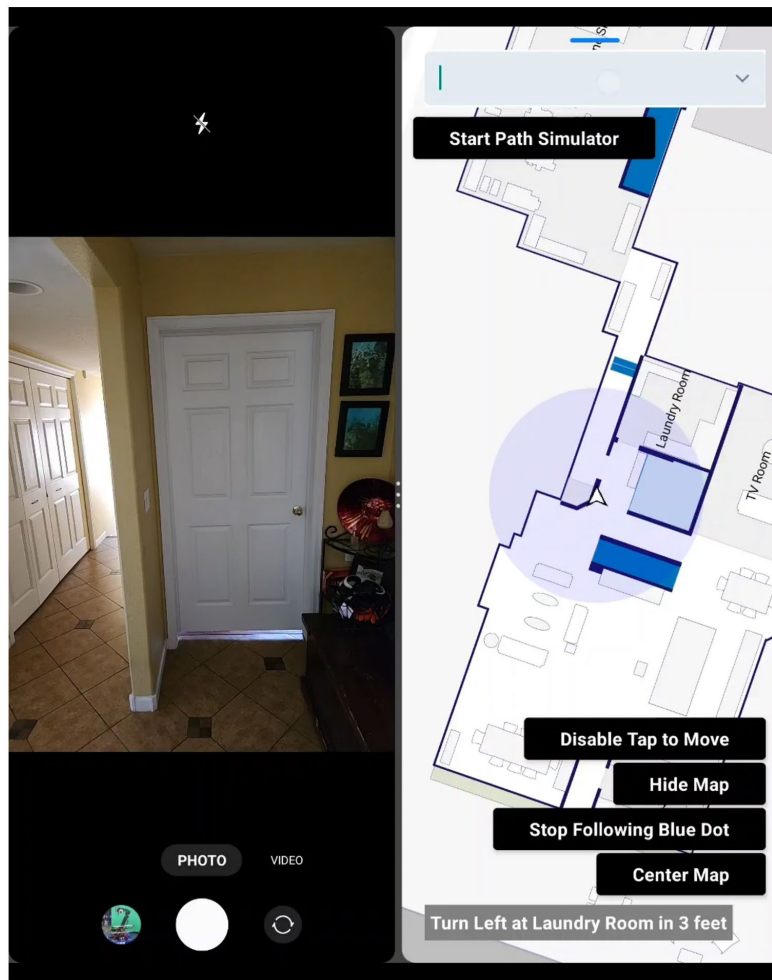 Start Path Simulator
Laundry Room
TV Room
Disable Tap to Move
Hide Map
Stop Following Blue Dot
Center Map
PHOTO
VIDEO
Turn Left at Laundry Room in 3 feet